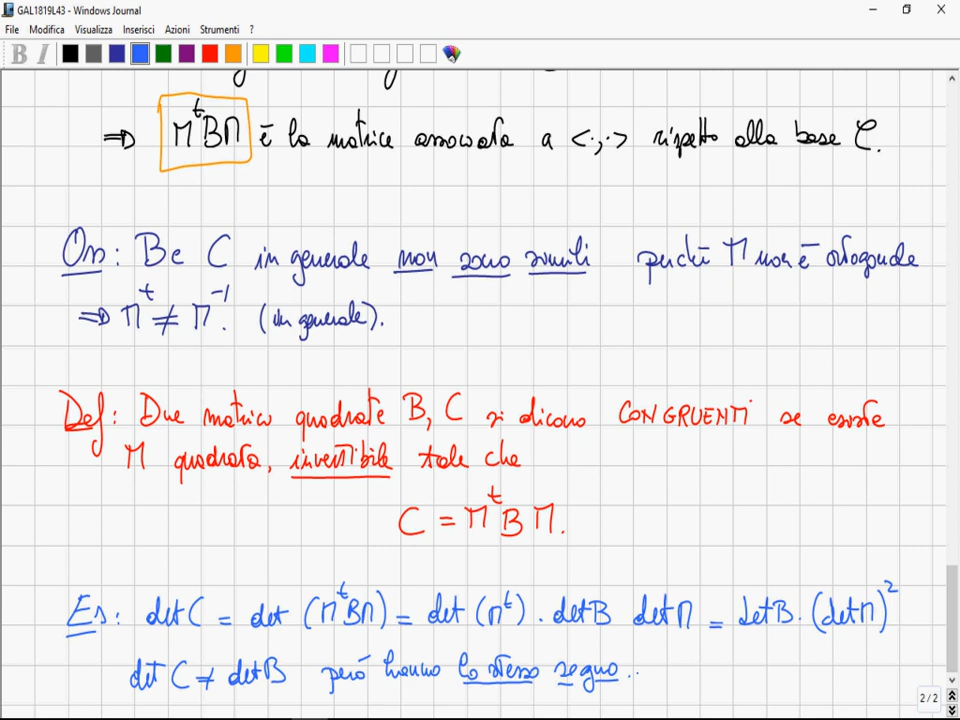 GAL1819L43 - Windows Journal
File Modifica Visualizza Inserisci Azioni Strumenti ?
B I
⇒ MᵗBM è la matrice associata a <·,·> rispetto alla base C.
Oss: B e C in generale non sono simili perché M non è ortogonale
⇒ Mᵗ ≠ M⁻¹. (in generale).
Def: Due matrici quadrate B, C si dicono CONGRUENTI se esiste
M quadrata, invertibile tale che
C = MᵗBM.
Es: det C = det (MᵗBM) = det (Mᵗ) · det B det M = det B · (det M)²
det C ≠ det B però hanno lo stesso segno..
2/2